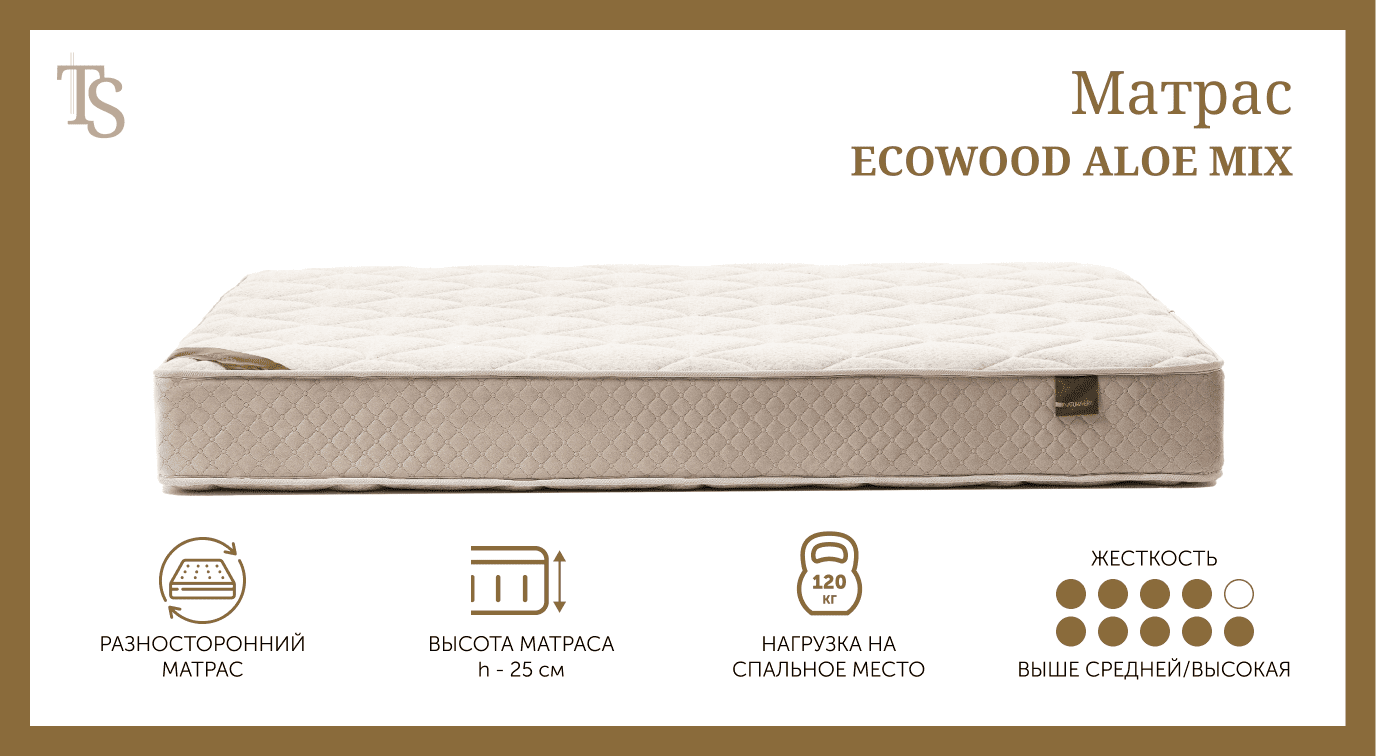 TS
Матрас
ECOWOOD ALOE MIX
120
КГ
РАЗНОСТОРОННИЙ
МАТРАС
ВЫСОТА МАТРАСА
h - 25 см
НАГРУЗКА НА
СПАЛЬНОЕ МЕСТО
ЖЕСТКОСТЬ
ВЫШЕ СРЕДНЕЙ/ВЫСОКАЯ